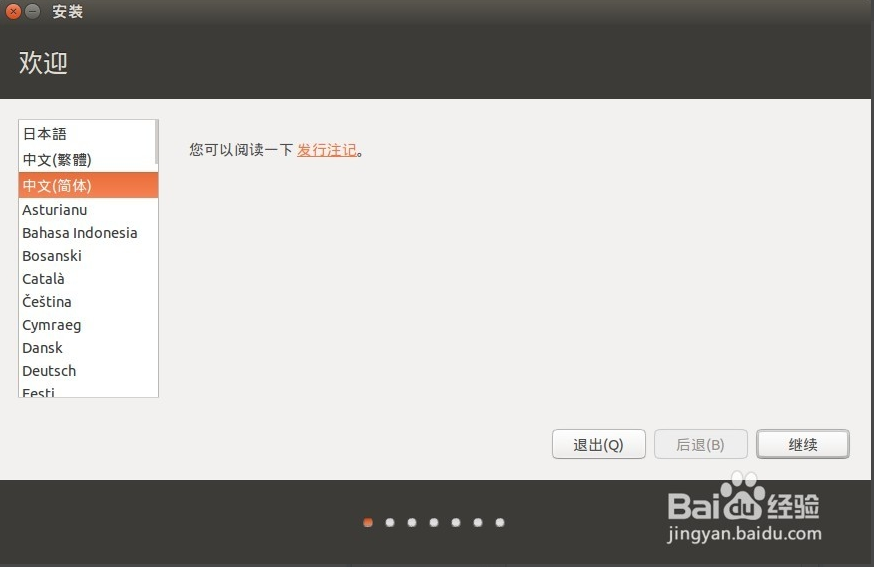 安装
欢迎
日本語
中文(繁體)
中文(简体)
Asturianu
Bahasa Indonesia
Bosanski
Català
Čeština
Cymraeg
Dansk
Deutsch
Eesti
您可以阅读一下 发行注记。
退出(Q)
后退(B)
继续
Baidu经验
jingyan.baidu.com